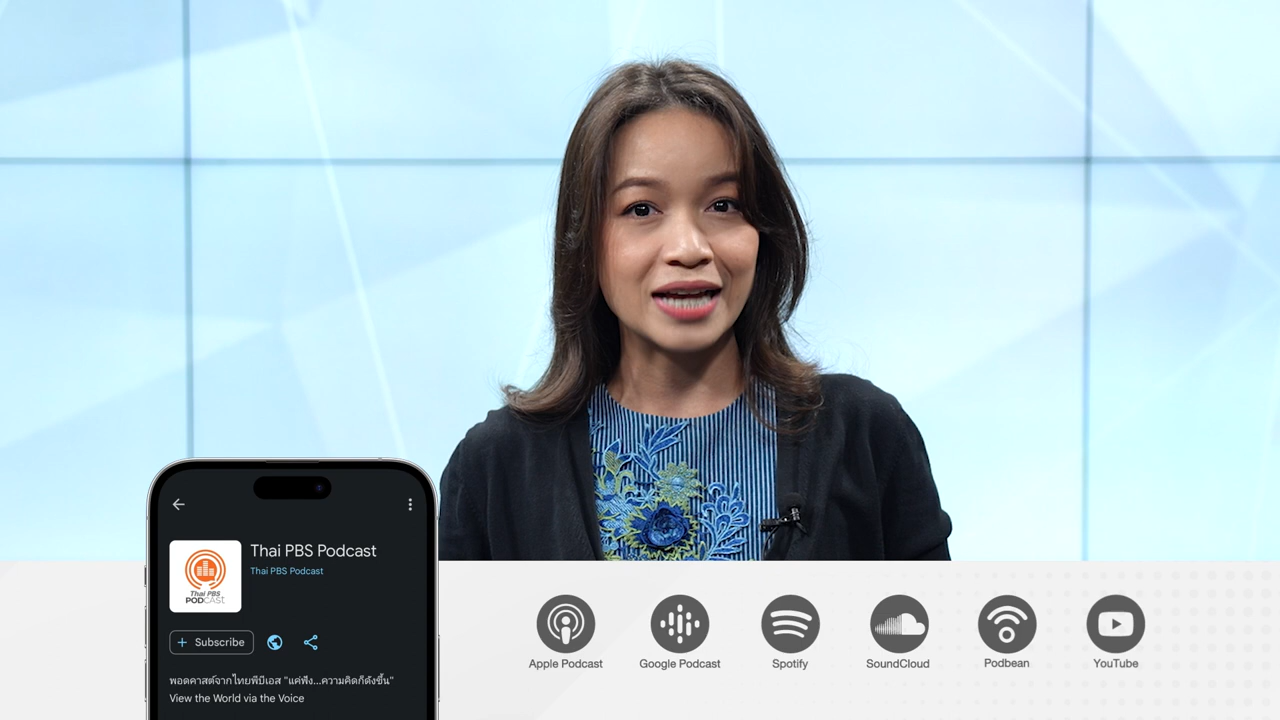 Thai PBS Podcast
Thai PBS Podcast
Thai PBS
PODCAST
Subscribe
พอดคาสต์จากไทยพีบีเอส "แค่ฟัง...ความคิดก็ดังขึ้น"
View the World via the Voice
Apple Podcast
Google Podcast
Spotify
SoundCloud
Podbean
YouTube